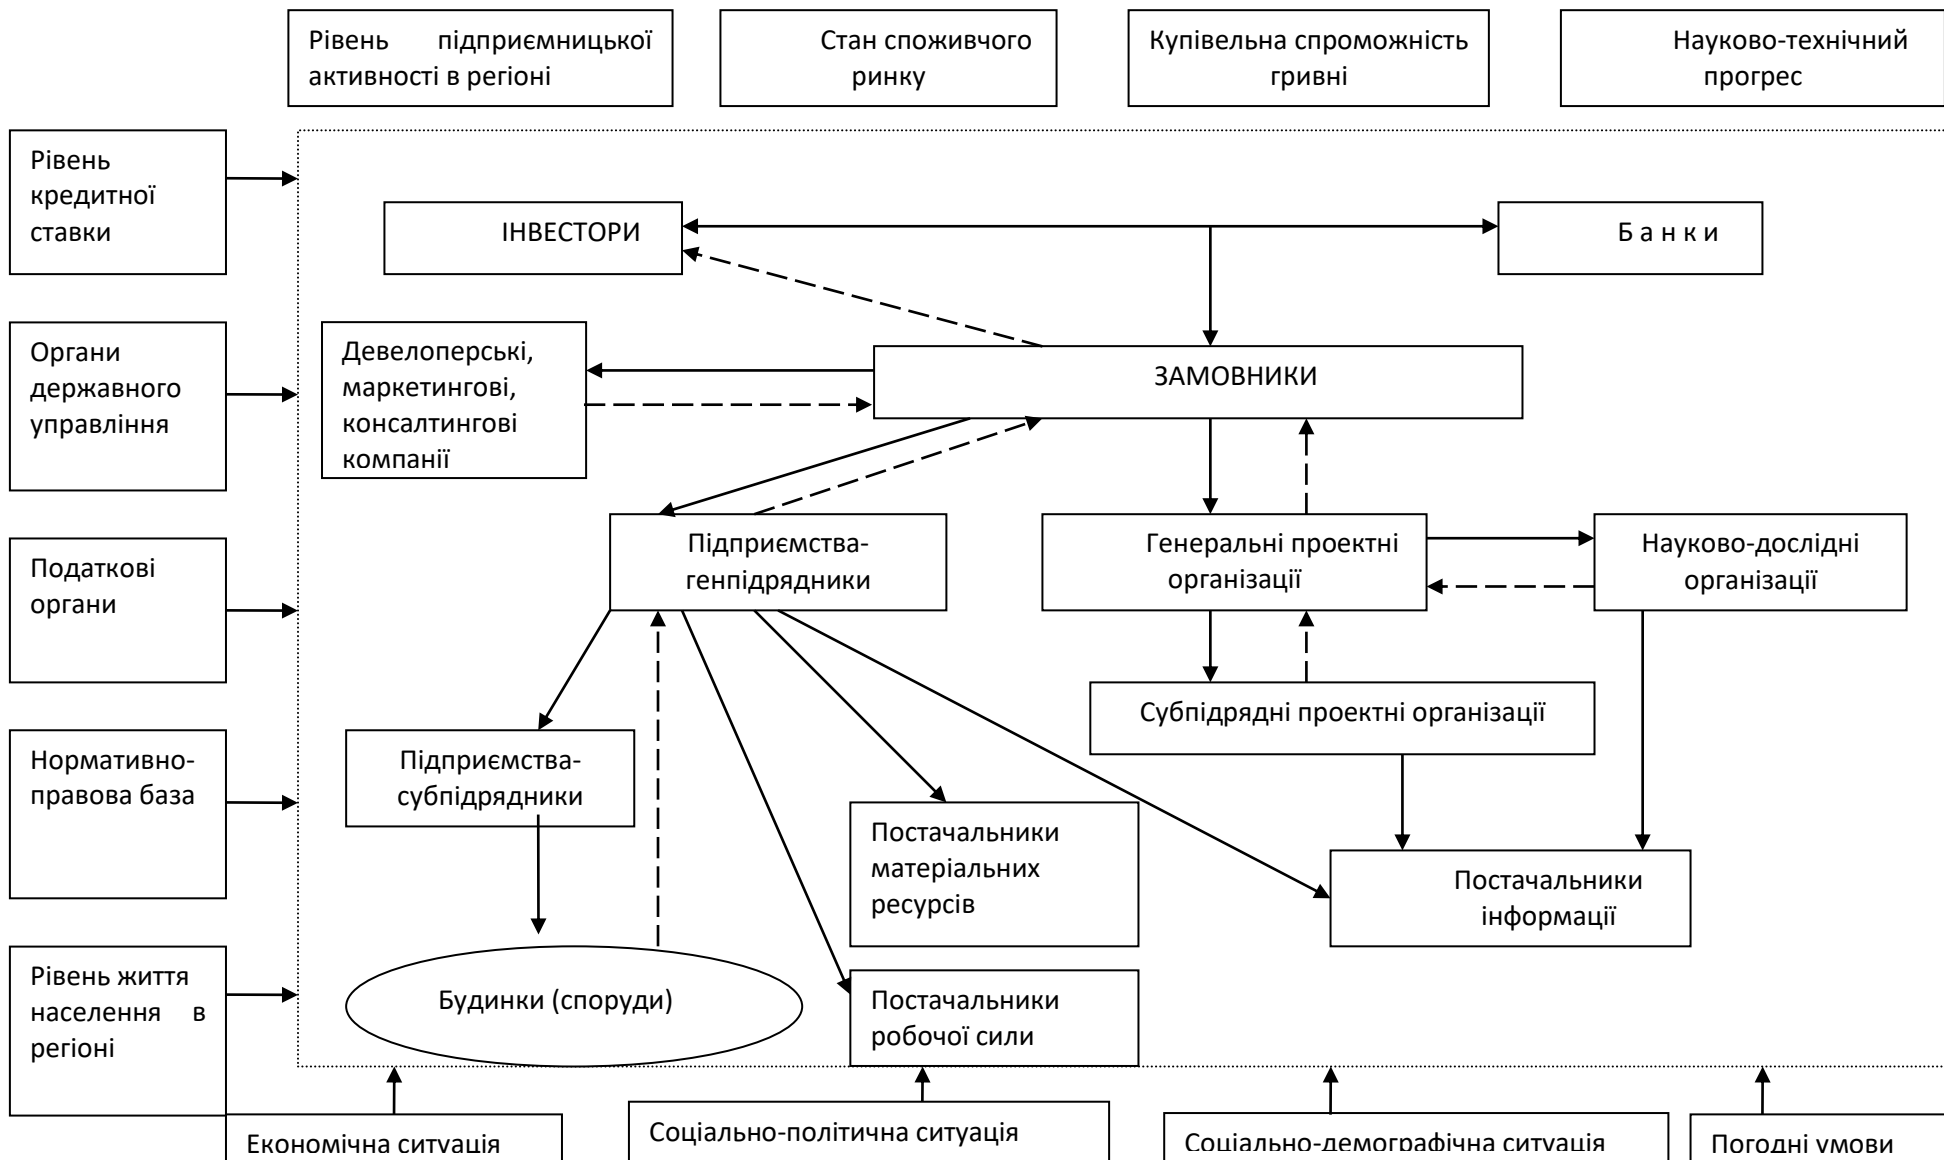 Рівень підприємницької
активності в регіоні
Стан споживчого
ринку
Купівельна спроможність
гривні
Науково-технічний
прогрес
Рівень
кредитної
ставки
ІНВЕСТОРИ
Б а н к и
Органи
державного
управління
Девелоперські,
маркетингові,
консалтингові
компанії
ЗАМОВНИКИ
Податкові
органи
Підприємства-
генпідрядники
Генеральні проектні
організації
Науково-дослідні
організації
Субпідрядні проектні організації
Нормативно-
правова база
Підприємства-
субпідрядники
Постачальники
матеріальних
ресурсів
Постачальники
інформації
Рівень життя
населення в
регіоні
Будинки (споруди)
Постачальники
робочої сили
Економічна ситуація
Соціально-політична ситуація
Соціально-демографічна ситуація
Погодні умови